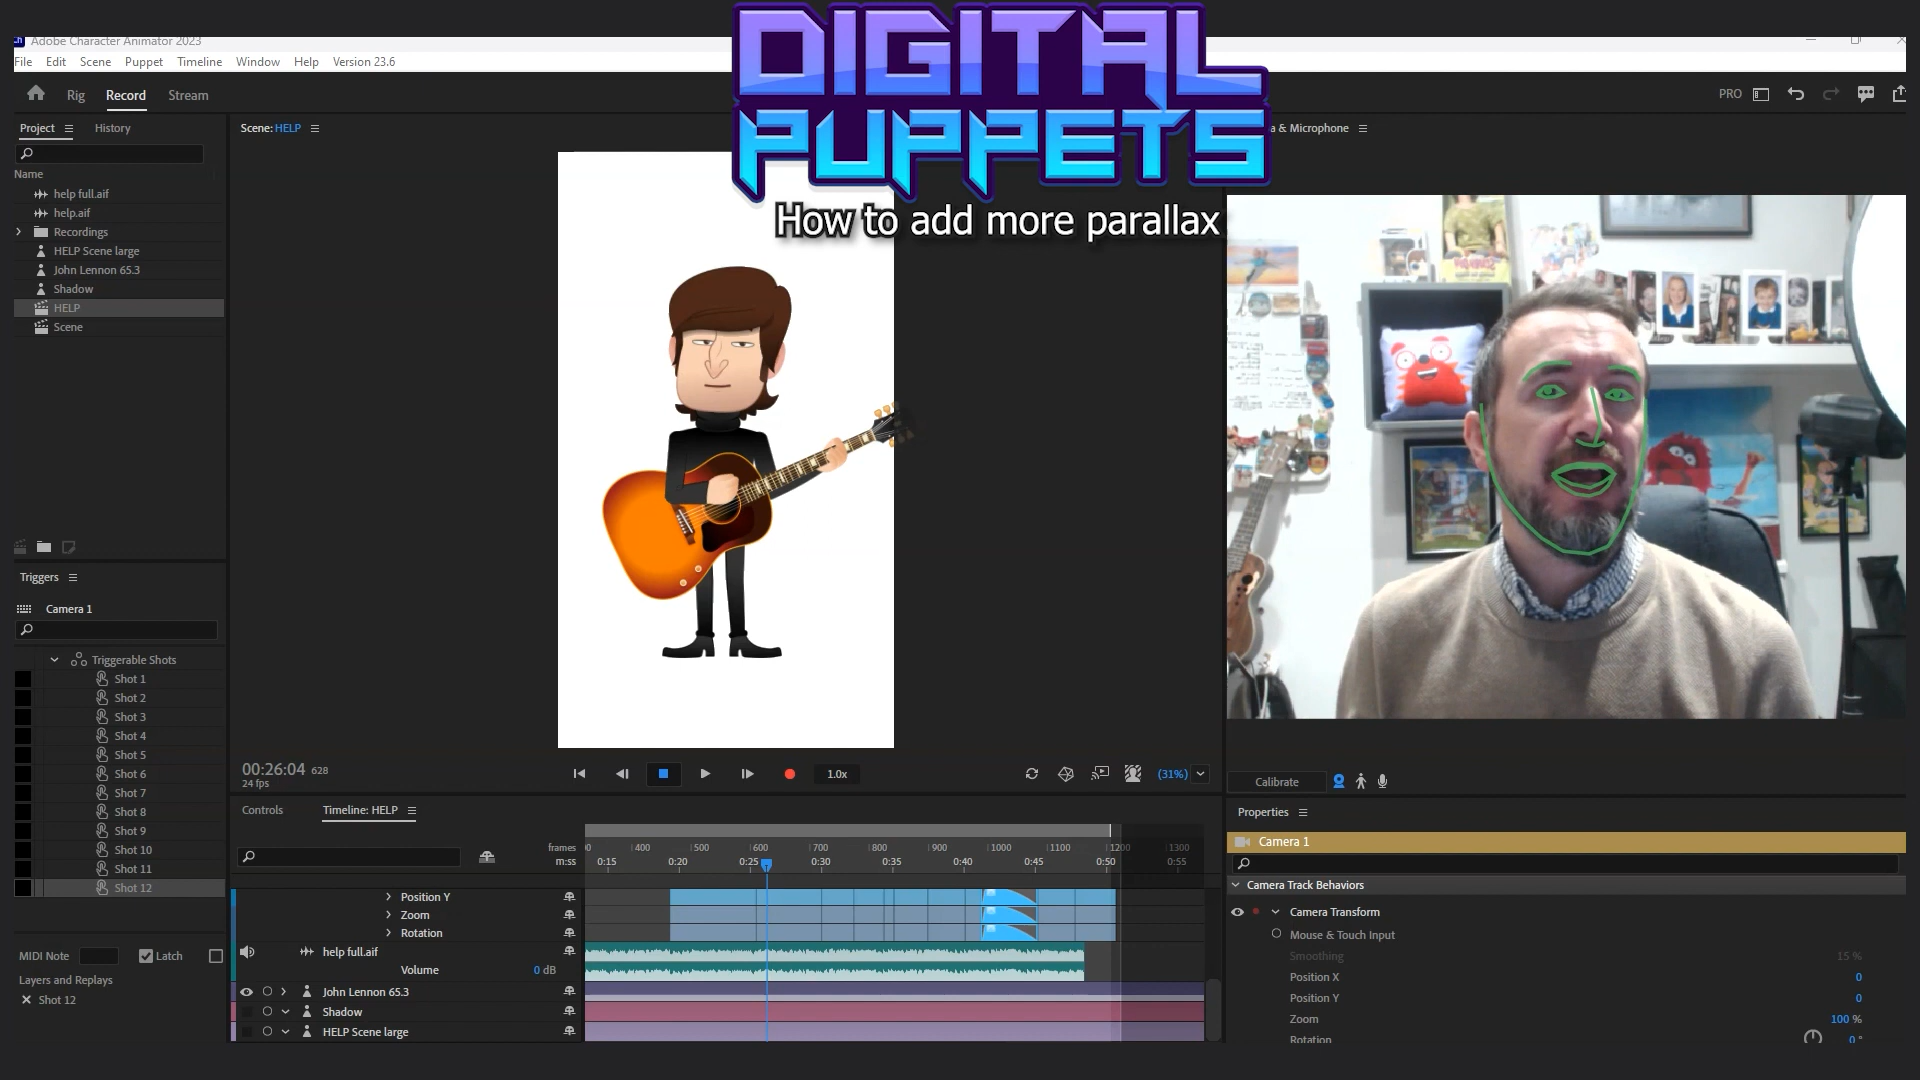 DIGITAL
PUPPETS
How to add more parallax
Adobe Character Animator 2023
File Edit Scene Puppet Timeline Window Help Version 23.6
Rig Record Stream
PRO
Project History
Scene: HELP
a & Microphone
Name
help full.aif
help.aif
Recordings
HELP Scene large
John Lennon 65.3
Shadow
HELP
Scene
Triggers
Camera 1
Triggerable Shots
Shot 1
Shot 2
Shot 3
Shot 4
Shot 5
Shot 6
Shot 7
Shot 8
Shot 9
Shot 10
Shot 11
Shot 12
MIDI Note Latch
Layers and Replays
Shot 12
00:26:04 628
24 fps
1.0x
(31%)
Controls Timeline: HELP
frames 00 400 500 600 700 800 900 1000 1100 1200 1300
m:ss 0:15 0:20 0:25 0:30 0:35 0:40 0:45 0:50 0:55
Position Y
Zoom
Rotation
help full.aif
Volume 0 dB
John Lennon 65.3
Shadow
HELP Scene large
Calibrate
Properties
Camera 1
Camera Track Behaviors
Camera Transform
Mouse & Touch Input
Smoothing 15 %
Position X 0
Position Y 0
Zoom 100 %
Rotation 0 °